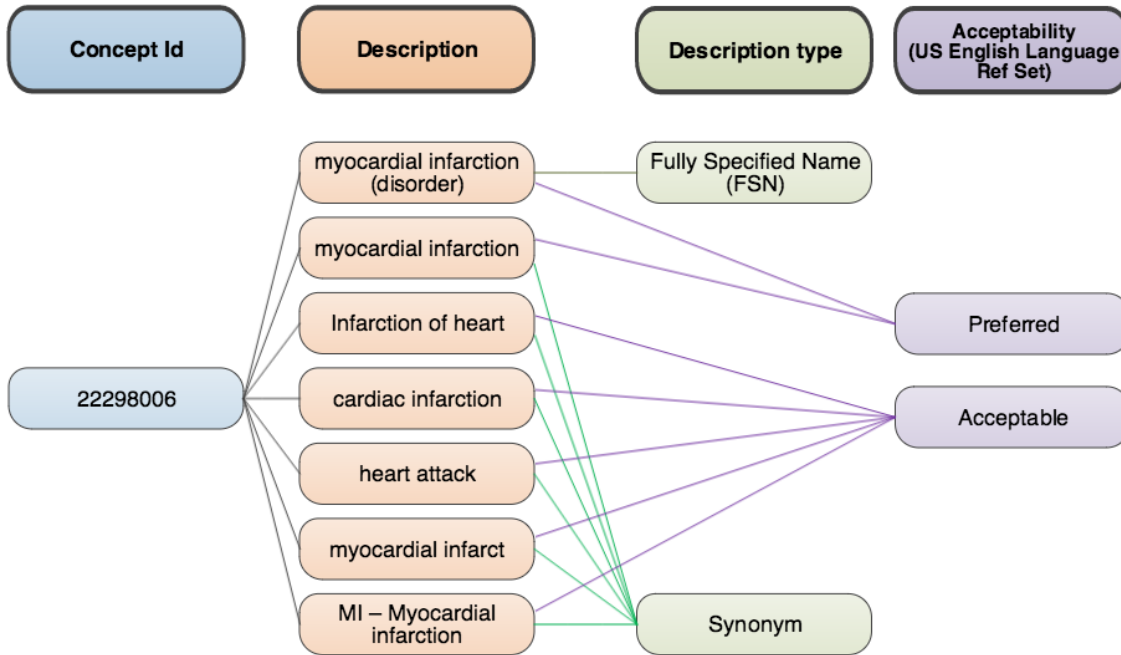 Concept Id
Description
Description type
Acceptability
(US English Language
Ref Set)
myocardial infarction
(disorder)
Fully Specified Name
(FSN)
myocardial infarction
Infarction of heart
Preferred
22298006
cardiac infarction
Acceptable
heart attack
myocardial infarct
MI – Myocardial
infarction
Synonym